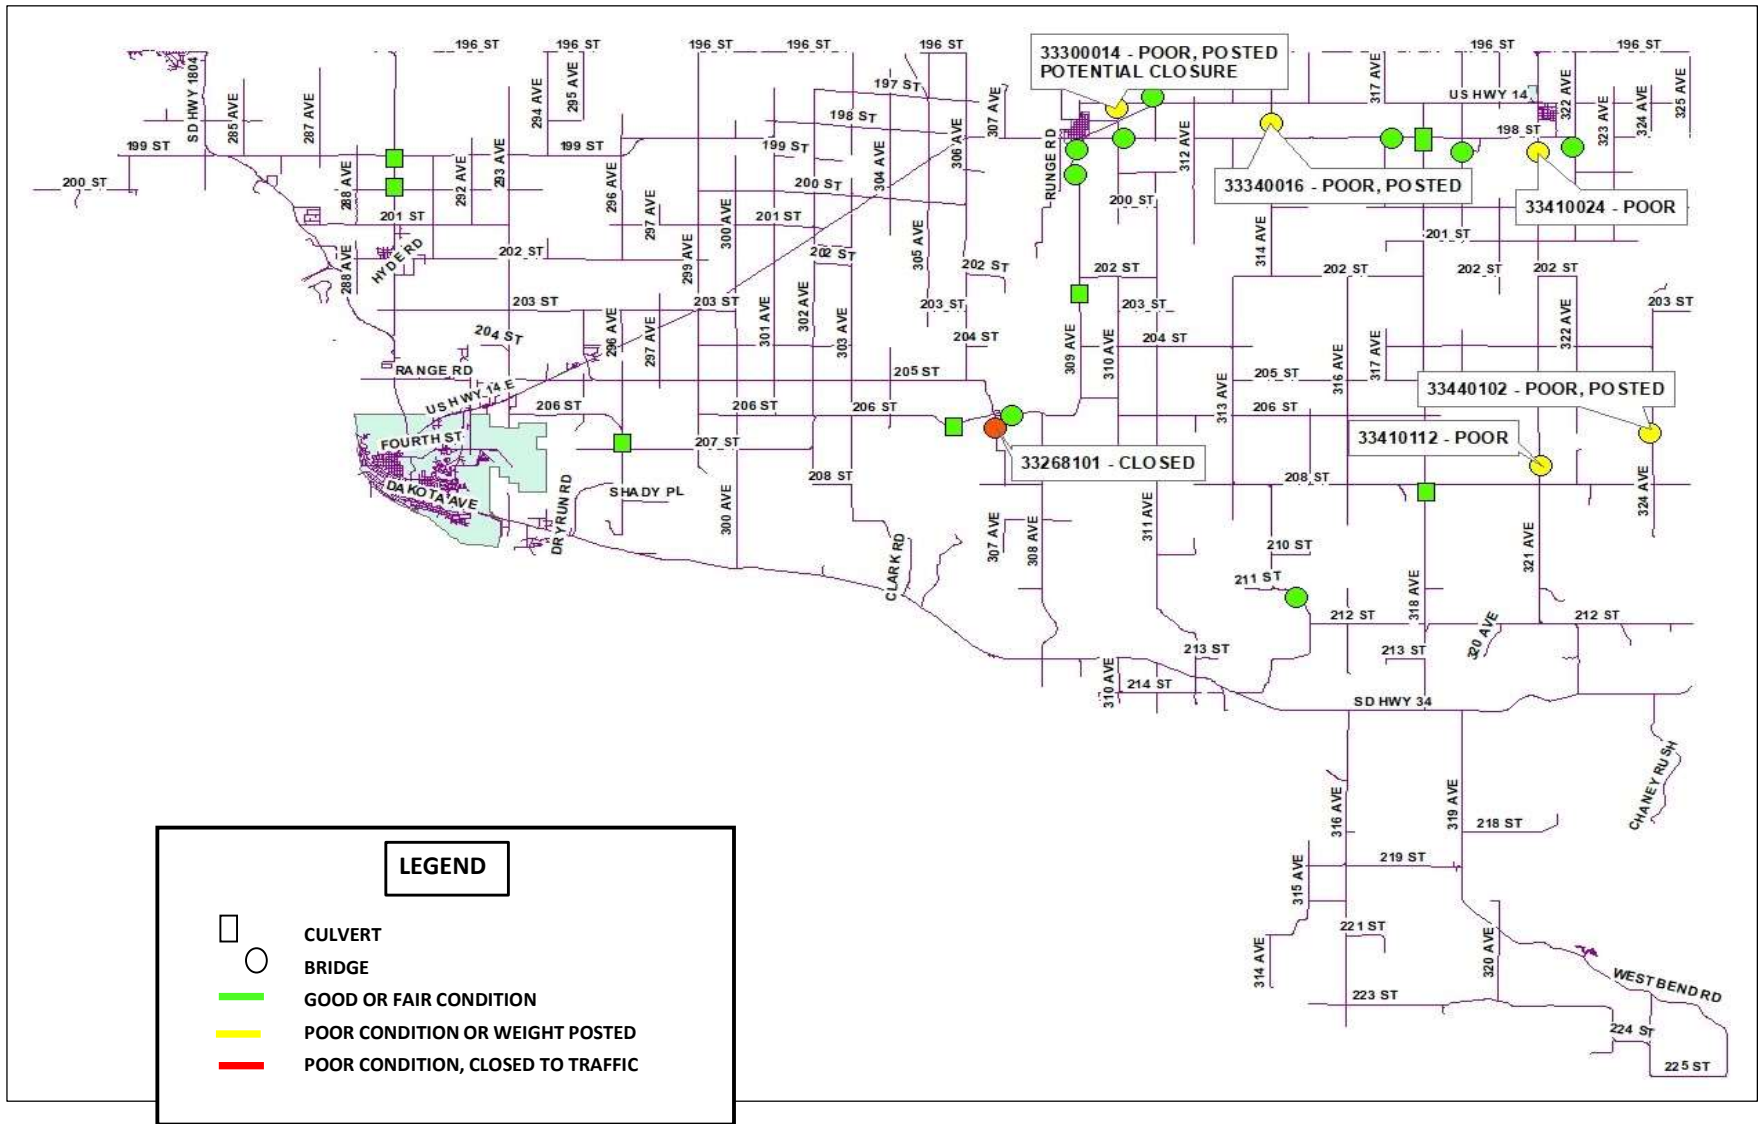 196 ST
196 ST
196 ST
196 ST
196 ST
196 ST
196 ST
33300014 - POOR, POSTED
POTENTIAL CLOSURE
SD HWY 1804
285 AVE
287 AVE
294 AVE
295 AVE
197 ST
307 AVE
317 AVE
US HWY 14
322 AVE
323 AVE
324 AVE
325 AVE
198 ST
198 ST
199 ST
199 ST
199 ST
304 AVE
306 AVE
RUNGE RD
312 AVE
200 ST
288 AVE
292 AVE
293 AVE
296 AVE
297 AVE
200 ST
200 ST
33340016 - POOR, POSTED
33410024 - POOR
201 ST
201 ST
201 ST
300 AVE
299 AVE
305 AVE
314 AVE
288 AVE
HYDE RD
202 ST
202 ST
202 ST
202 ST
202 ST
202 ST
202 ST
203 ST
203 ST
203 ST
203 ST
203 ST
204 ST
296 AVE
297 AVE
301 AVE
302 AVE
303 AVE
204 ST
309 AVE
310 AVE
204 ST
322 AVE
317 AVE
316 AVE
RANGE RD
205 ST
205 ST
33440102 - POOR, POSTED
US HWY 14 E
206 ST
206 ST
206 ST
313 AVE
206 ST
FOURTH ST
207 ST
33410112 - POOR
33268101 - CLOSED
DAKOTA AVE
SHADY PL
208 ST
208 ST
324 AVE
DRY RUN RD
300 AVE
CLARK RD
307 AVE
308 AVE
311 AVE
210 ST
321 AVE
211 ST
318 AVE
212 ST
320 AVE
212 ST
213 ST
213 ST
310 AVE
214 ST
SD HWY 34
CHANEY RUSH
316 AVE
319 AVE
218 ST
219 ST
315 AVE
221 ST
314 AVE
320 AVE
WEST BEND RD
223 ST
224 ST
225 ST
LEGEND
CULVERT
BRIDGE
GOOD OR FAIR CONDITION
POOR CONDITION OR WEIGHT POSTED
POOR CONDITION, CLOSED TO TRAFFIC